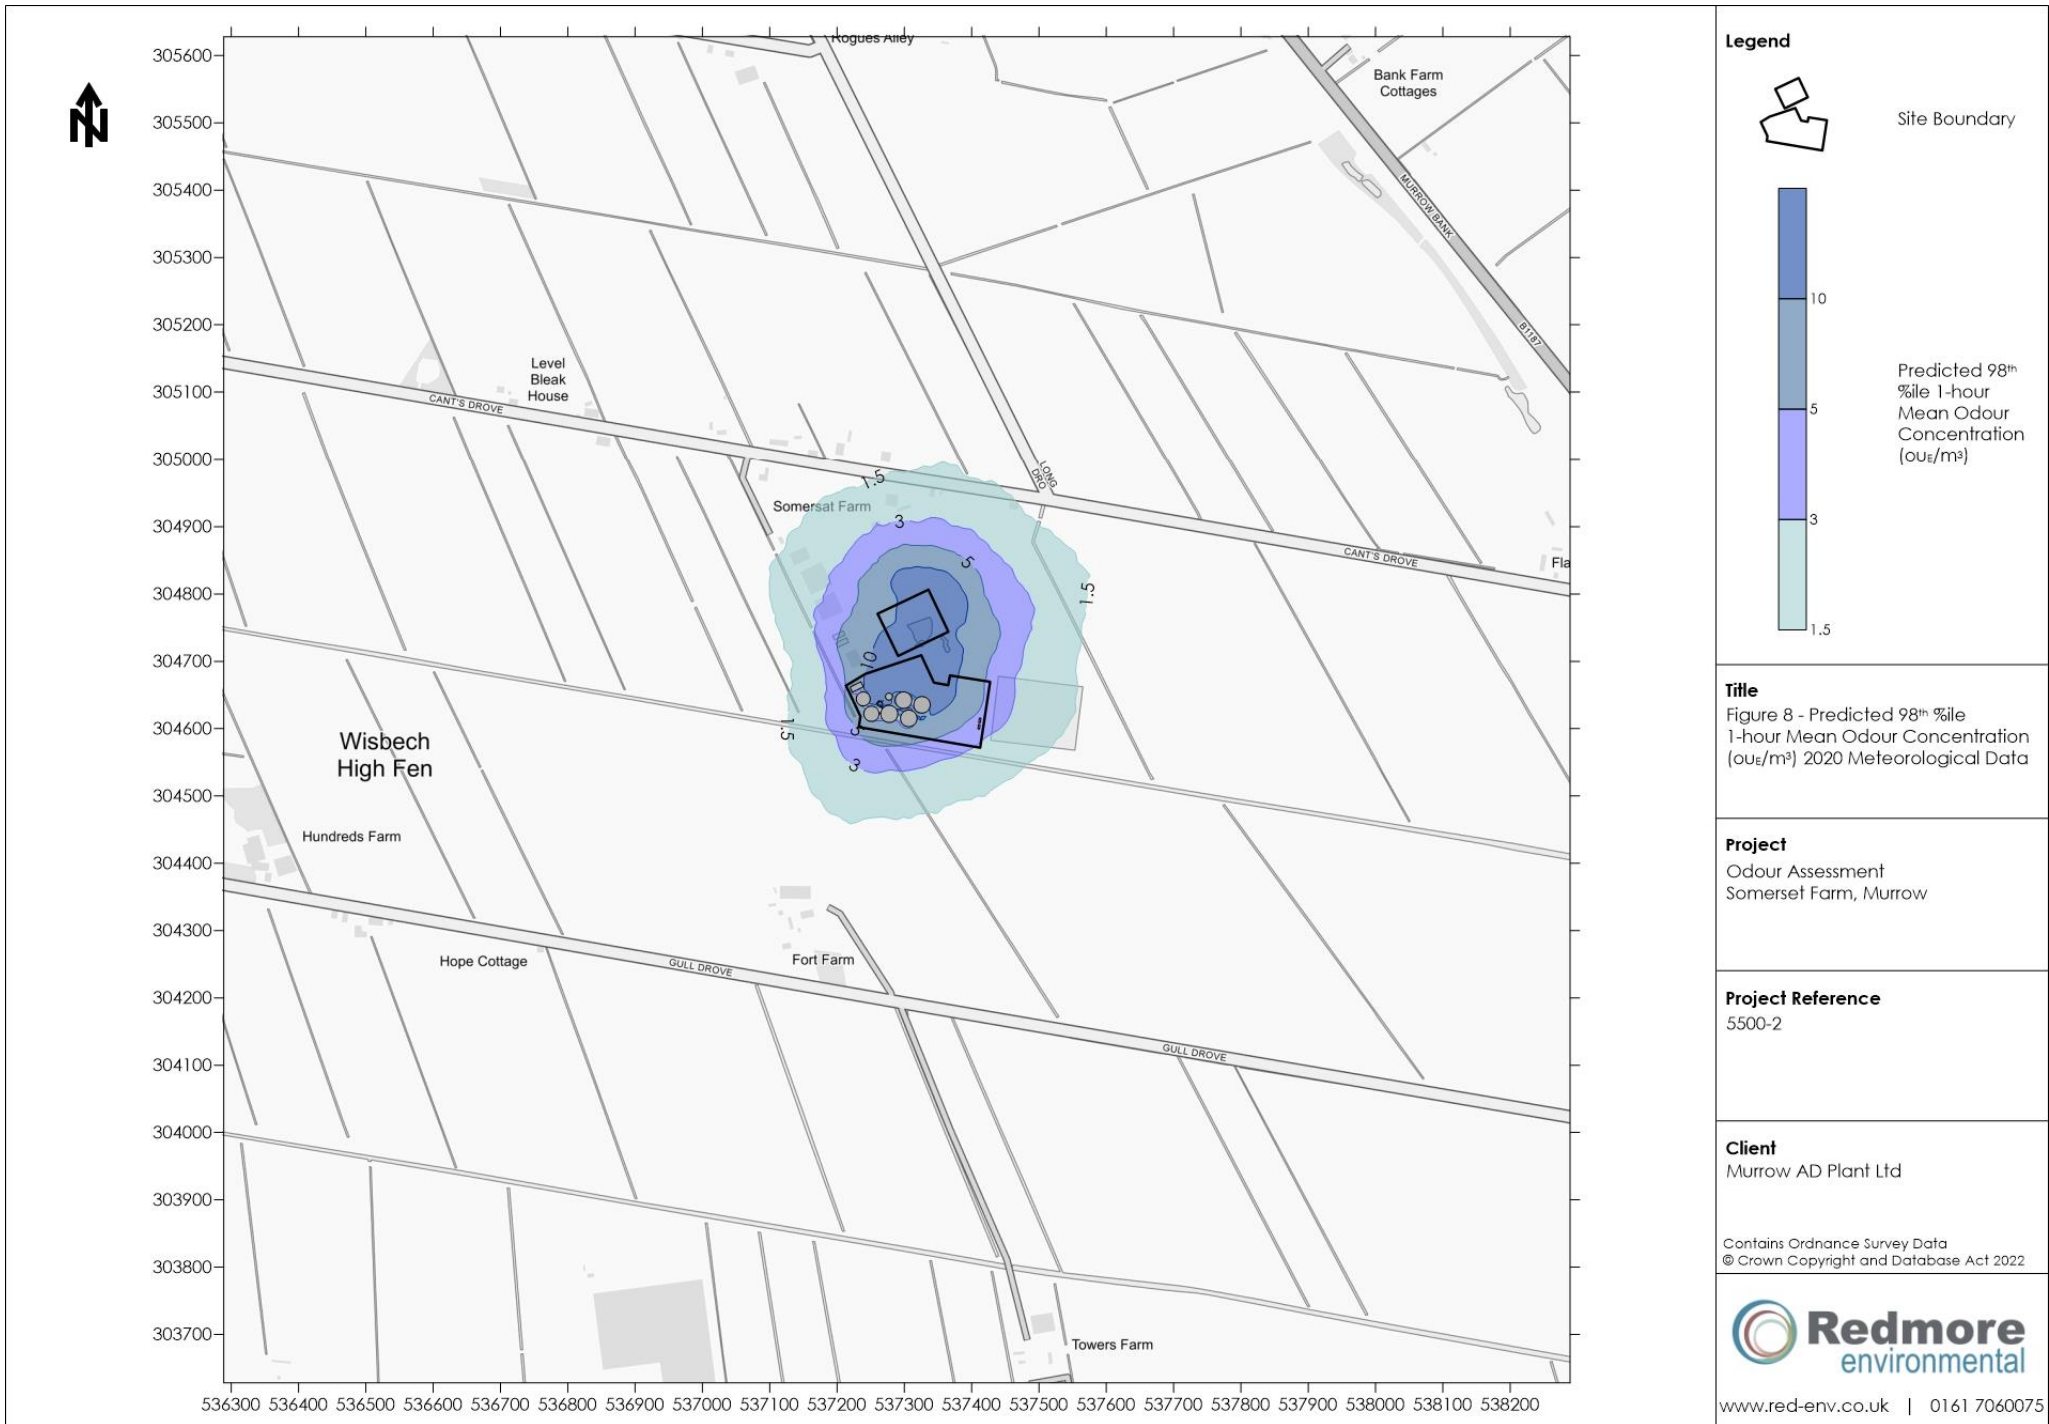 Rogues Alley
305600
305500
305400
305300
305200
305100
305000
304900
304800
304700
304600
304500
304400
304300
304200
304100
304000
303900
303800
303700
N
Bank Farm
Cottages
MURROW BANK
B1187
Level
Bleak
House
CANT'S DROVE
LONG
DRO
1.5
Somersat Farm
3
5
CANT'S DROVE
Fla
1.5
10
1.5
5
3
Wisbech
High Fen
Hundreds Farm
Hope Cottage
GULL DROVE
Fort Farm
GULL DROVE
Towers Farm
536300 536400 536500 536600 536700 536800 536900 537000 537100 537200 537300 537400 537500 537600 537700 537800 537900 538000 538100 538200
Legend
Site Boundary
10
5
3
1.5
Predicted 98th
%ile 1-hour
Mean Odour
Concentration
(ouE/m³)
Title
Figure 8 - Predicted 98th %ile
1-hour Mean Odour Concentration
(ouE/m³) 2020 Meteorological Data
Project
Odour Assessment
Somerset Farm, Murrow
Project Reference
5500-2
Client
Murrow AD Plant Ltd
Contains Ordnance Survey Data
© Crown Copyright and Database Act 2022
Redmore
environmental
www.red-env.co.uk | 0161 7060075